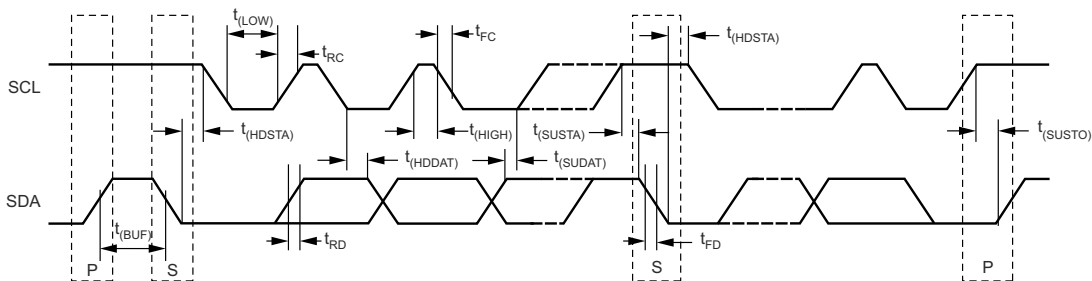 t(LOW)
t(HDSTA)
tFC
tRC
SCL
t(HDSTA)
t(HIGH)
t(SUSTA)
t(SUSTO)
t(HDDAT)
t(SUDAT)
SDA
t(BUF)
tRD
tFD
P
S
S
P